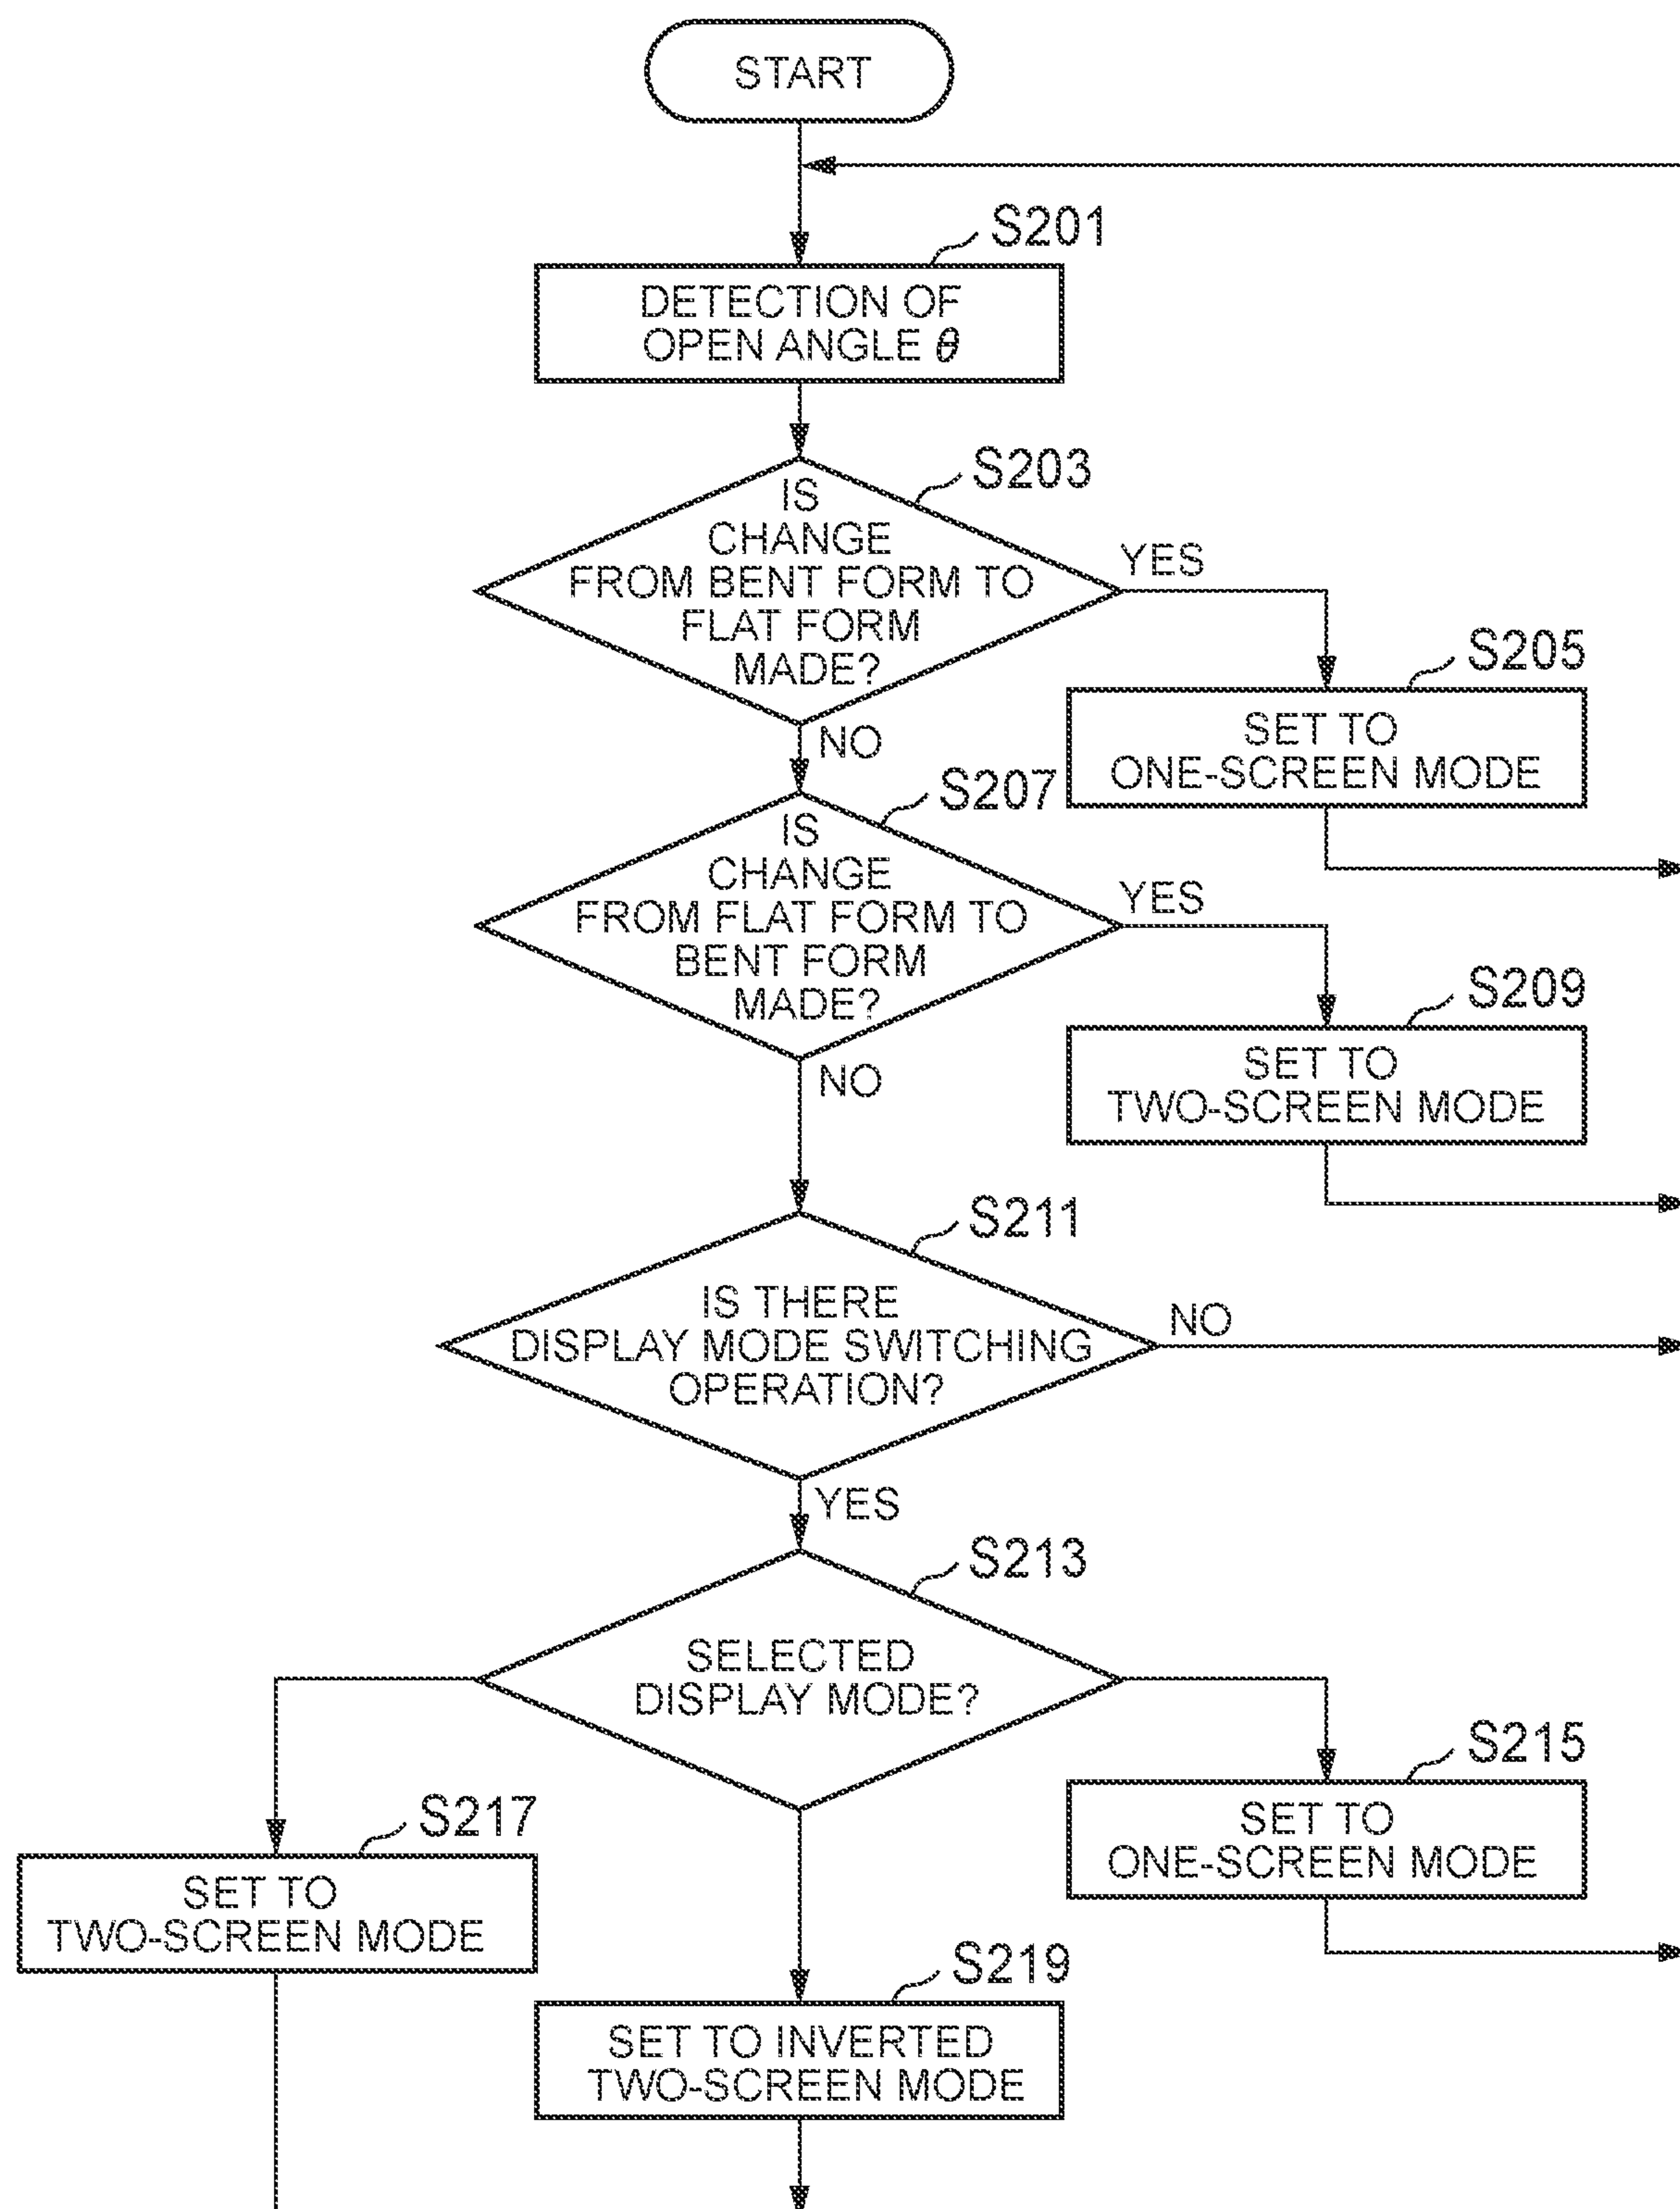 START
S201
DETECTION OF
OPEN ANGLE θ
S203
IS
CHANGE
FROM BENT FORM TO
FLAT FORM
MADE?
YES
NO
S205
SET TO
ONE-SCREEN MODE
S207
IS
CHANGE
FROM FLAT FORM TO
BENT FORM
MADE?
YES
NO
S209
SET TO
TWO-SCREEN MODE
S211
IS THERE
DISPLAY MODE SWITCHING
OPERATION?
NO
YES
S213
SELECTED
DISPLAY MODE?
S215
SET TO
ONE-SCREEN MODE
S217
SET TO
TWO-SCREEN MODE
S219
SET TO INVERTED
TWO-SCREEN MODE